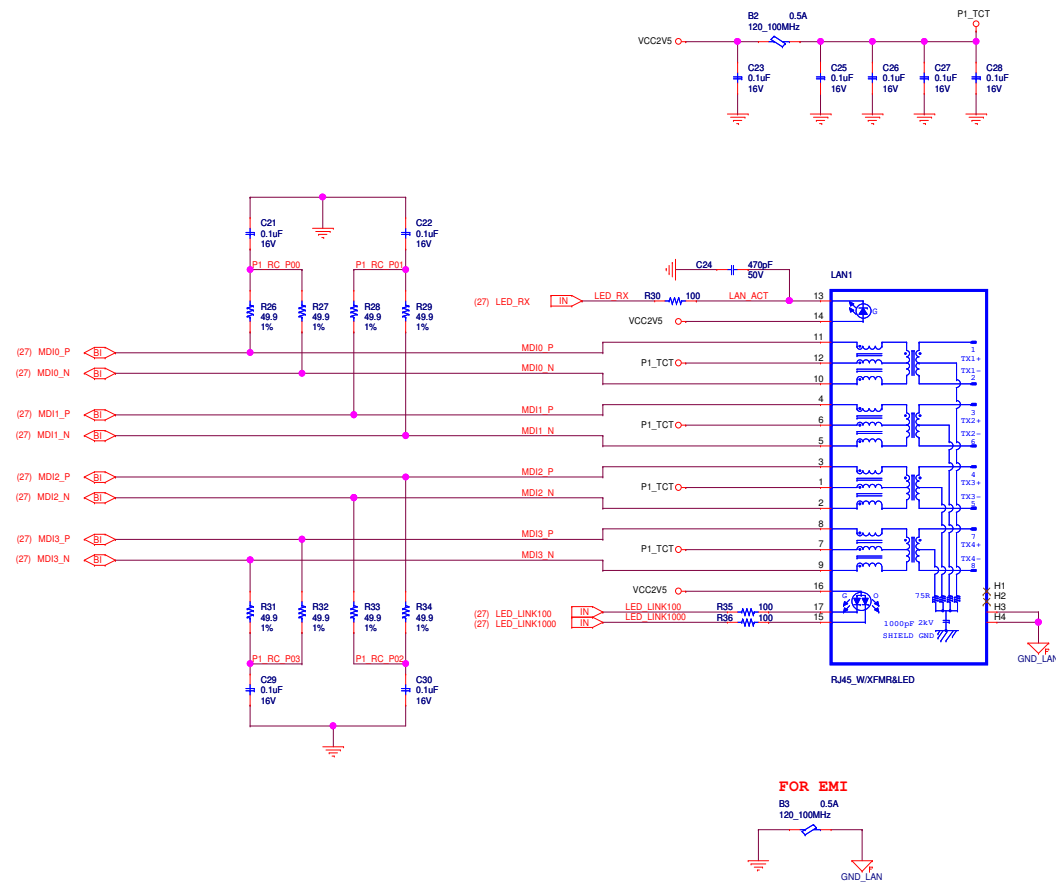 B2 0.5A
120_100MHz
P1_TCT
VCC2V5
C23
0.1uF
16V
C25
0.1uF
16V
C26
0.1uF
16V
C27
0.1uF
16V
C28
0.1uF
16V
C21
0.1uF
16V
C22
0.1uF
16V
P1_RC_P00
P1_RC_P01
R26
49.9
1%
R27
49.9
1%
R28
49.9
1%
R29
49.9
1%
C24
470pF
50V
LAN1
(27) LED_RX
IN
LED_RX
R30
100
LAN_ACT
13
G
VCC2V5
14
(27) MDI0_P
BI
MDI0_P
11
P1_TCT
12
(27) MDI0_N
BI
MDI0_N
10
1
TX1+
TX1-
2
(27) MDI1_P
BI
MDI1_P
4
P1_TCT
6
(27) MDI1_N
BI
MDI1_N
5
3
TX2+
TX2-
6
(27) MDI2_P
BI
MDI2_P
3
P1_TCT
1
(27) MDI2_N
BI
MDI2_N
2
4
TX3+
TX3-
5
(27) MDI3_P
BI
MDI3_P
8
P1_TCT
7
(27) MDI3_N
BI
MDI3_N
9
7
TX4+
TX4-
8
VCC2V5
16
G
O
75R
H1
H2
H3
H4
(27) LED_LINK100
IN
LED_LINK100
R35
100
17
(27) LED_LINK1000
IN
LED_LINK1000
R36
100
15
1000pF 2kV
SHIELD GND
P
GND_LAN
R31
49.9
1%
R32
49.9
1%
R33
49.9
1%
R34
49.9
1%
P1_RC_P03
P1_RC_P02
C29
0.1uF
16V
C30
0.1uF
16V
RJ45_W/XFMR&LED
FOR EMI
B3 0.5A
120_100MHz
P
GND_LAN